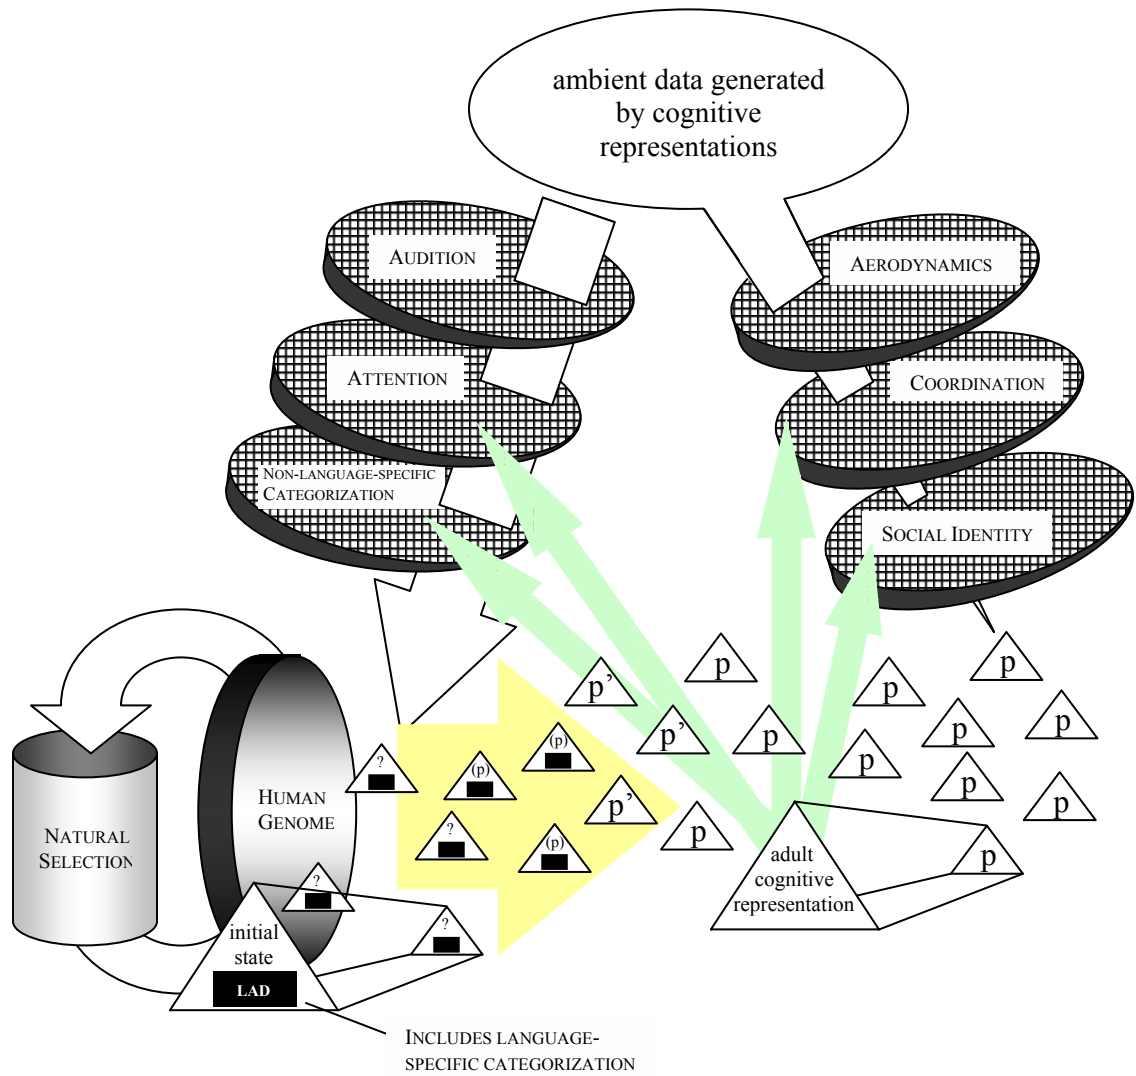 ambient data generated
by cognitive
representations
AUDITION
AERODYNAMICS
ATTENTION
COORDINATION
NON-LANGUAGE-SPECIFIC
CATEGORIZATION
SOCIAL IDENTITY
p
p
p’
p
p’
p
p
p
(p)
?
(p)
p
p
p’
p
p
HUMAN
GENOME
NATURAL
SELECTION
?
(p)
?
adult
cognitive
representation
p
?
initial
state
LAD
INCLUDES LANGUAGE-
SPECIFIC CATEGORIZATION